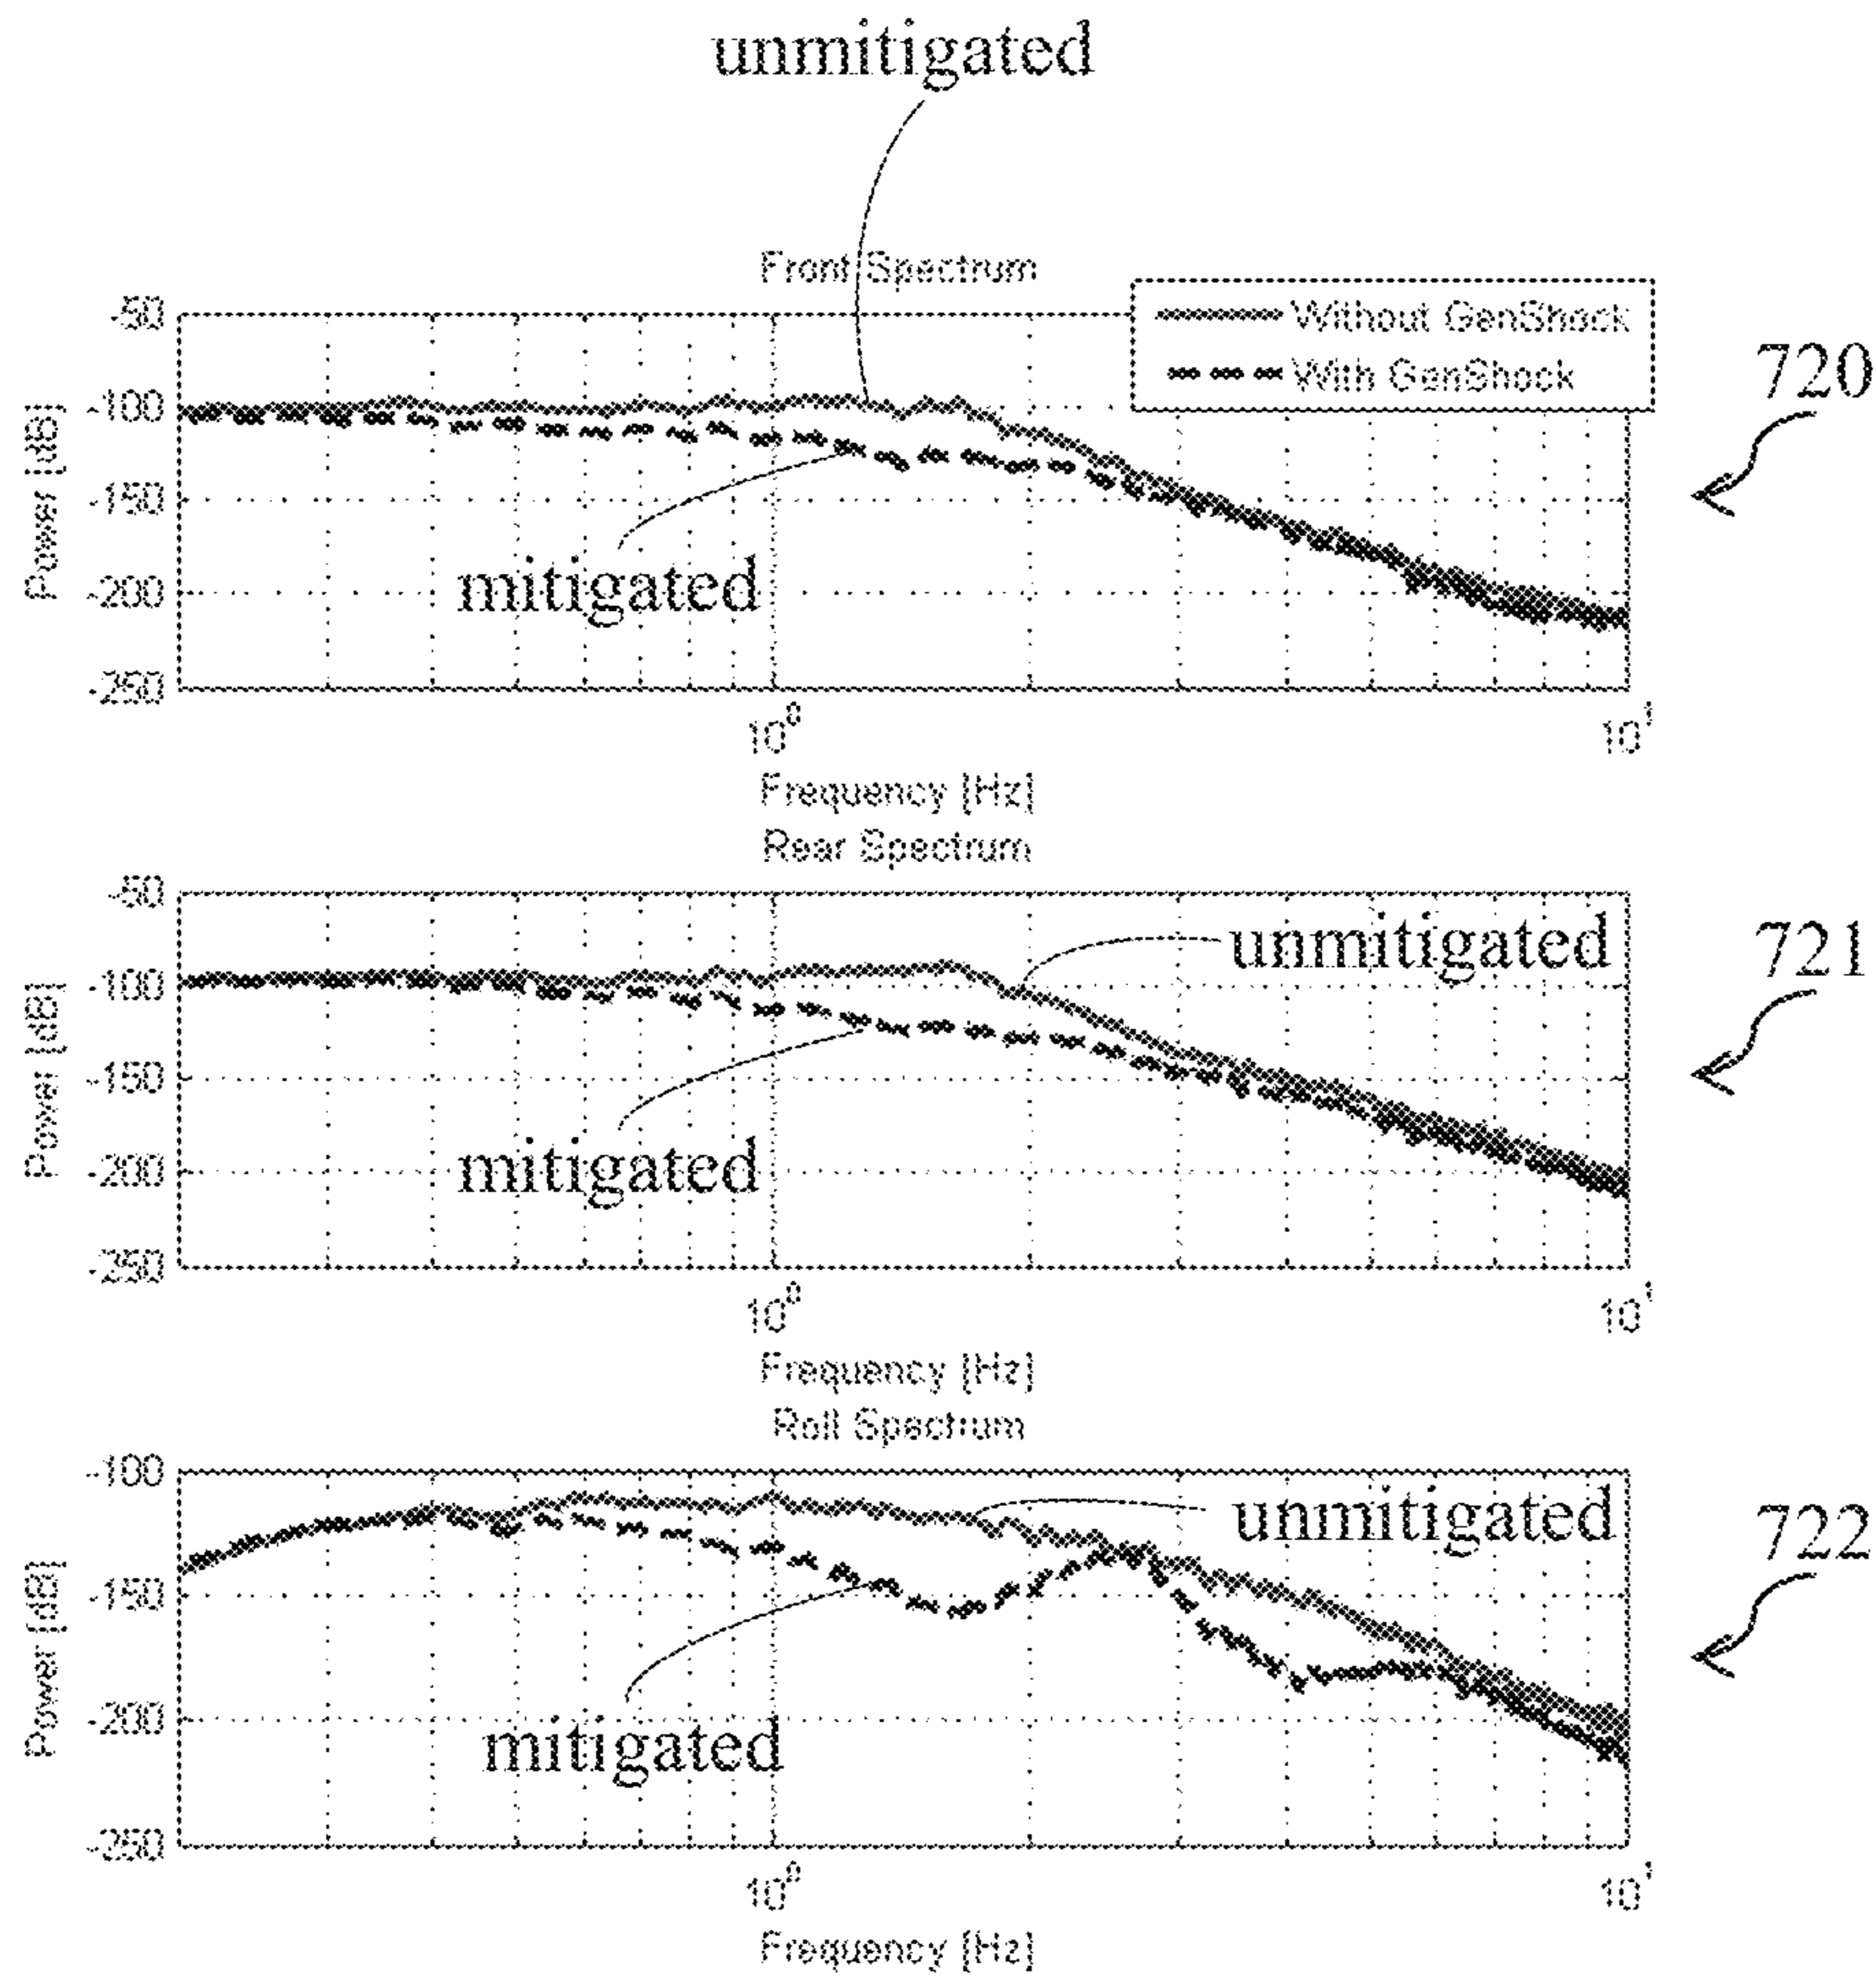 unmitigated
Front Spectrum
Without GenShock
With GenShock
720
-50
-100
-150
-200
-250
Power [dB]
mitigated
10⁰
10¹
Frequency [Hz]
Rear Spectrum
-50
-100
-150
-200
-250
Power [dB]
unmitigated
721
mitigated
10⁰
10¹
Frequency [Hz]
Roll Spectrum
-100
-150
-200
-250
Power [dB]
unmitigated
722
mitigated
10⁰
10¹
Frequency [Hz]